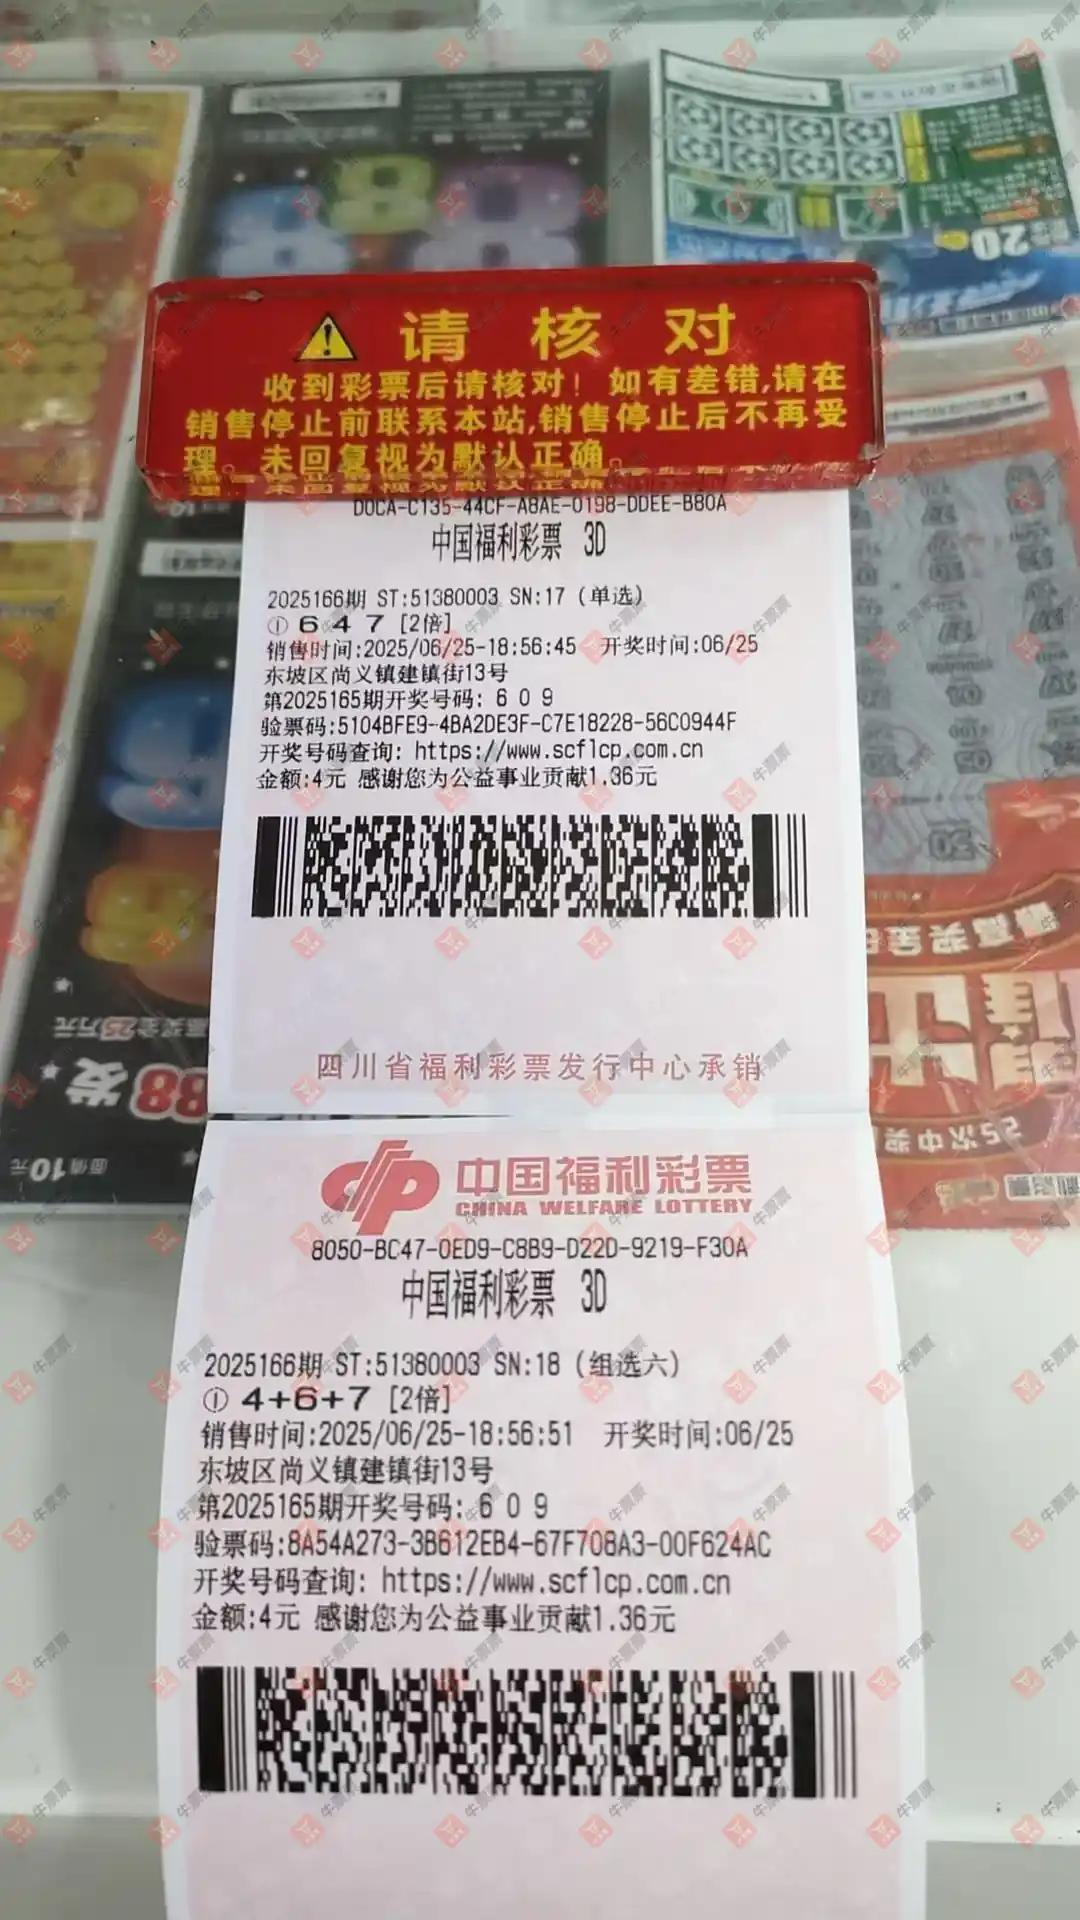 请核对
收到彩票后请核对！如有差错,请在
销售停止前联系本站,销售停止后不再受
理。未回复视为默认正确。
D0CA-C135-44CF-A8AE-0198-DDEE-B80A
中国福利彩票 3D
2025166期 ST:51380003 SN:17 (单选)
① 6 4 7 [2倍]
销售时间:2025/06/25-18:56:45 开奖时间:06/25
东坡区尚义镇建镇街13号
第2025165期开奖号码: 6 0 9
验票码:5104BFE9-4BA2DE3F-C7E18228-56C0944F
开奖号码查询: https://www.scflcp.com.cn
金额:4元 感谢您为公益事业贡献1.36元
四川省福利彩票发行中心承销
中国福利彩票
CHINA WELFARE LOTTERY
8050-BC47-0ED9-C8B9-D22D-9219-F30A
中国福利彩票 3D
2025166期 ST:51380003 SN:18 (组选六)
① 4+6+7 [2倍]
销售时间:2025/06/25-18:56:51 开奖时间:06/25
东坡区尚义镇建镇街13号
第2025165期开奖号码: 6 0 9
验票码:8A54A273-3B612EB4-67F708A3-00F624AC
开奖号码查询: https://www.scflcp.com.cn
金额:4元 感谢您为公益事业贡献1.36元
88发
面值10元
牛票票